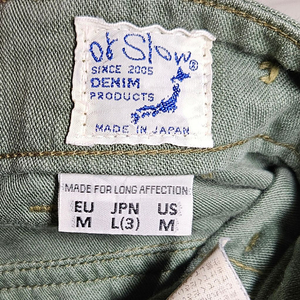 orSlow®
SINCE 2005
DENIM
PRODUCTS
MADE IN JAPAN
MADE FOR LONG AFFECTION
EU JPN US
M L(3) M